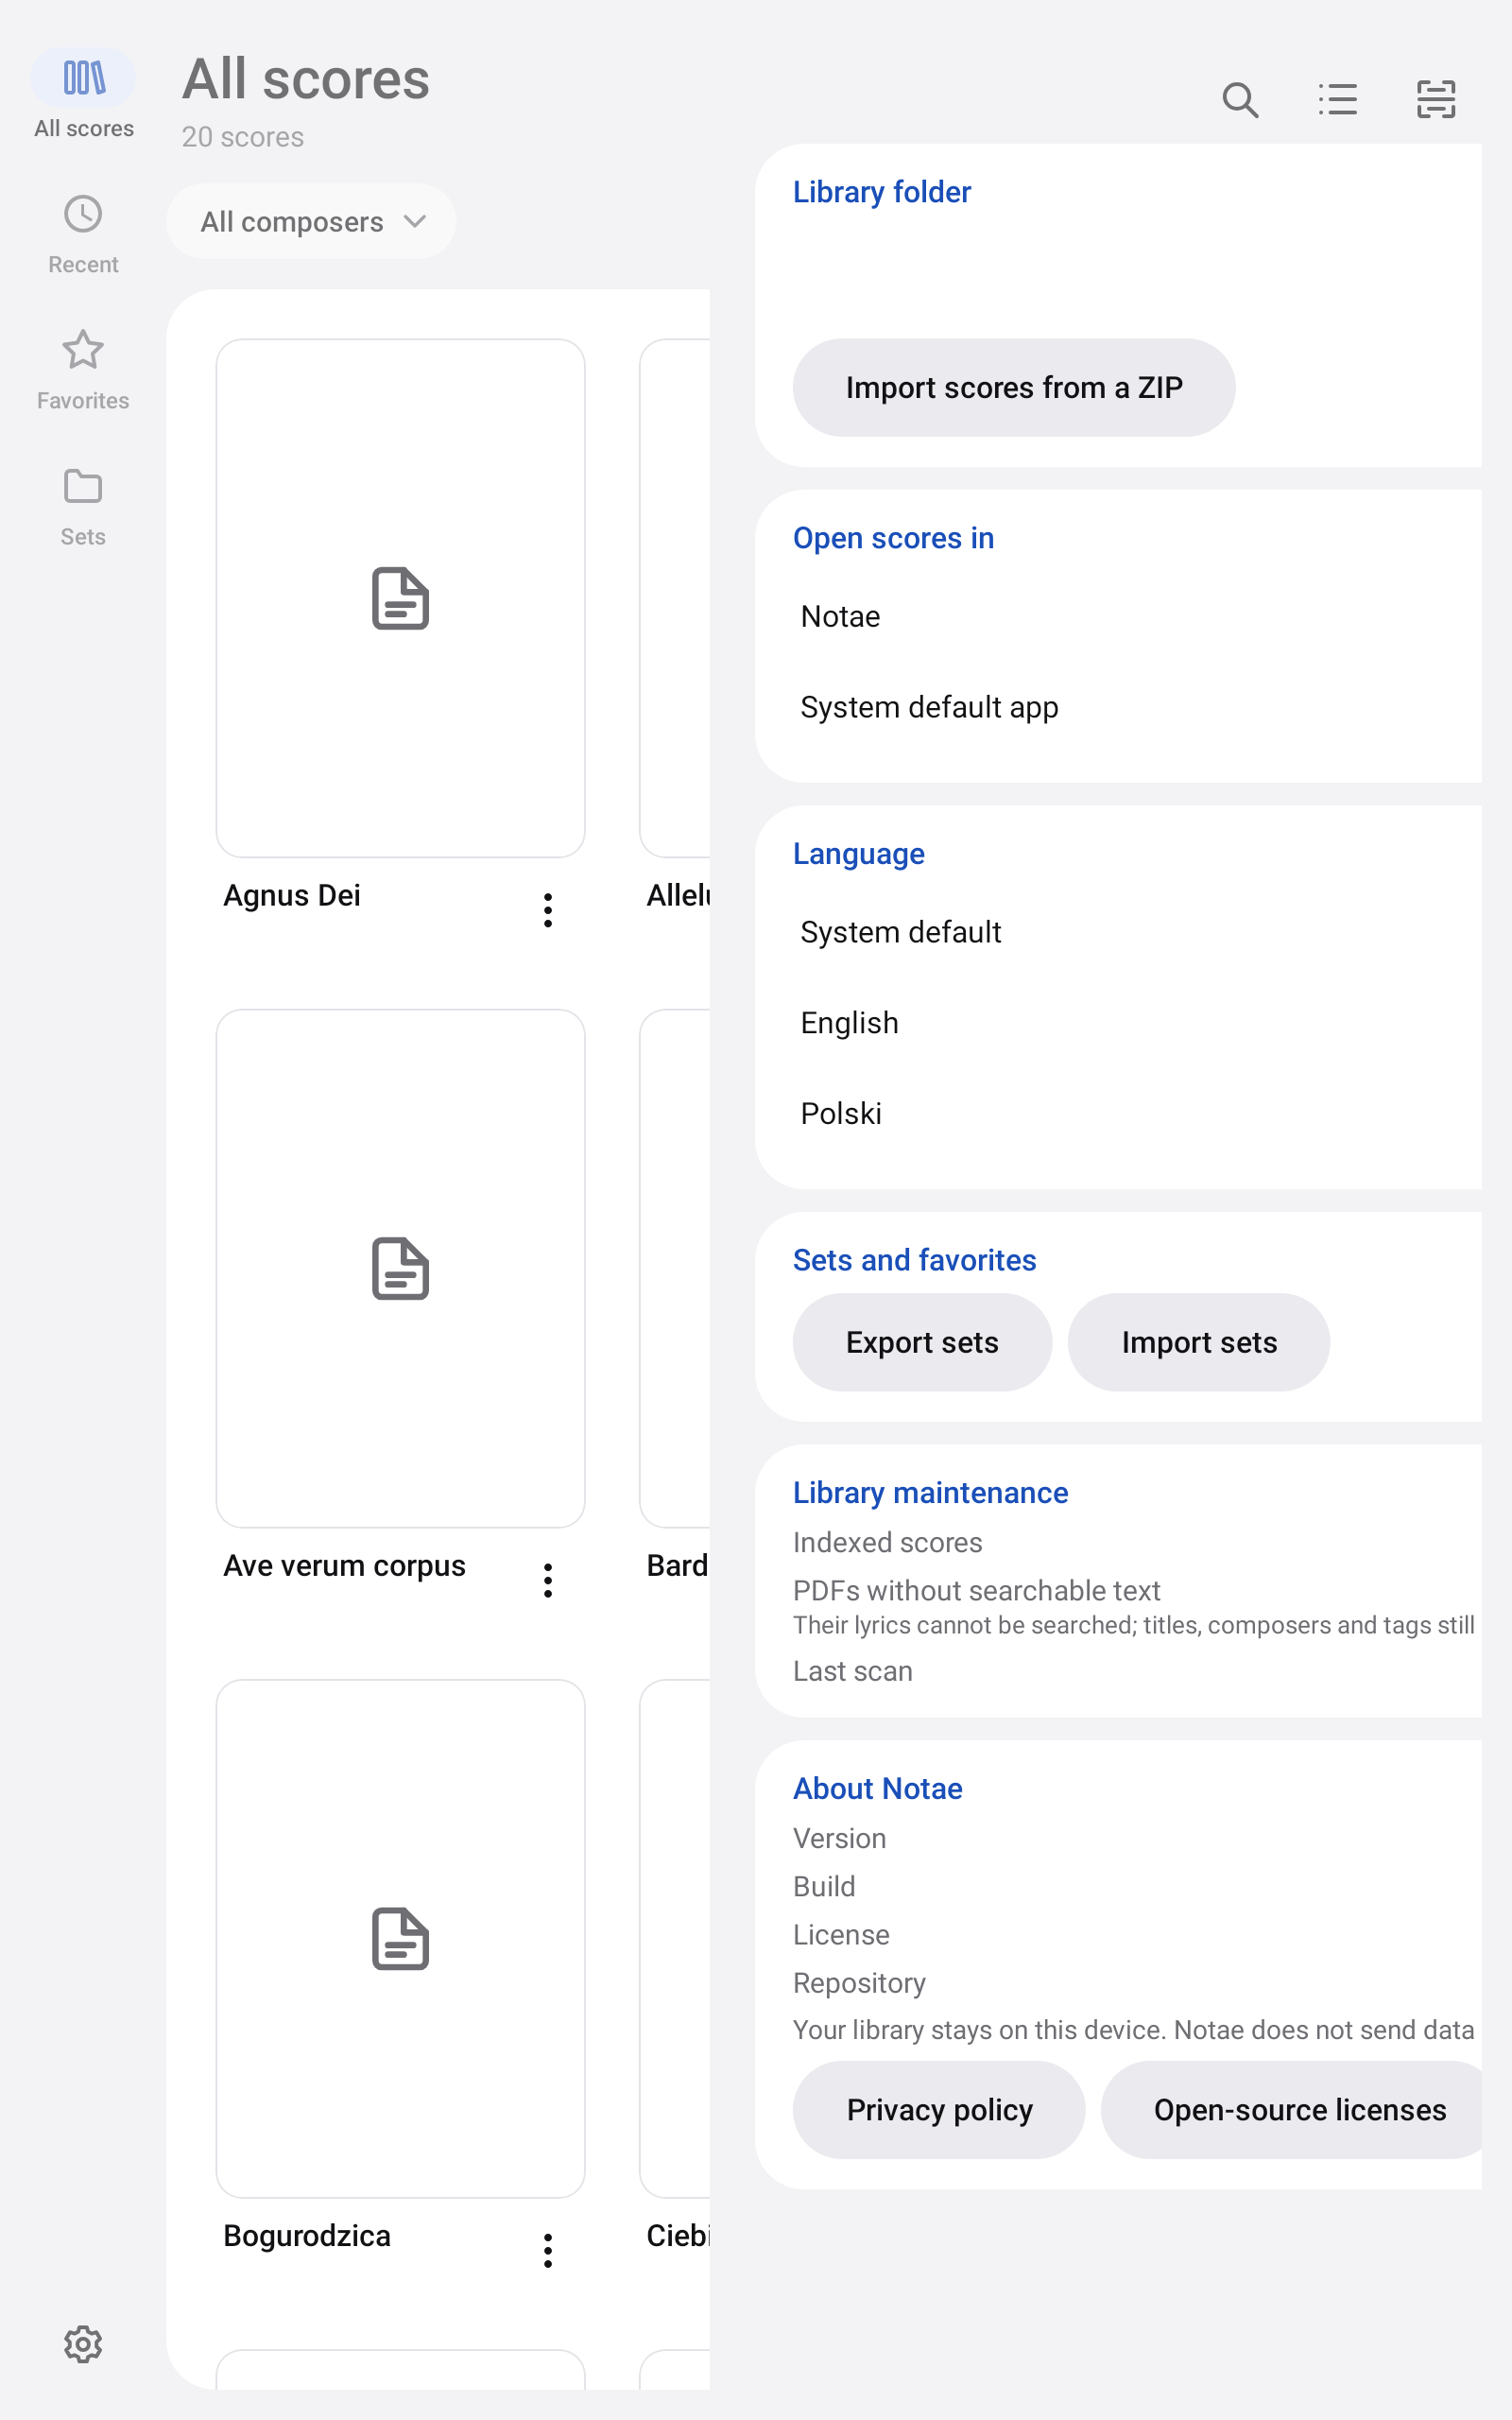 All scores
Recent
Favorites
Sets
All scores
20 scores
All composers
Agnus Dei
Allelu
Ave verum corpus
Bard
Bogurodzica
Ciebi
Library folder
Import scores from a ZIP
Open scores in
Notae
System default app
Language
System default
English
Polski
Sets and favorites
Export sets
Import sets
Library maintenance
Indexed scores
PDFs without searchable text
Their lyrics cannot be searched; titles, composers and tags still
Last scan
About Notae
Version
Build
License
Repository
Your library stays on this device. Notae does not send data
Privacy policy
Open-source licenses